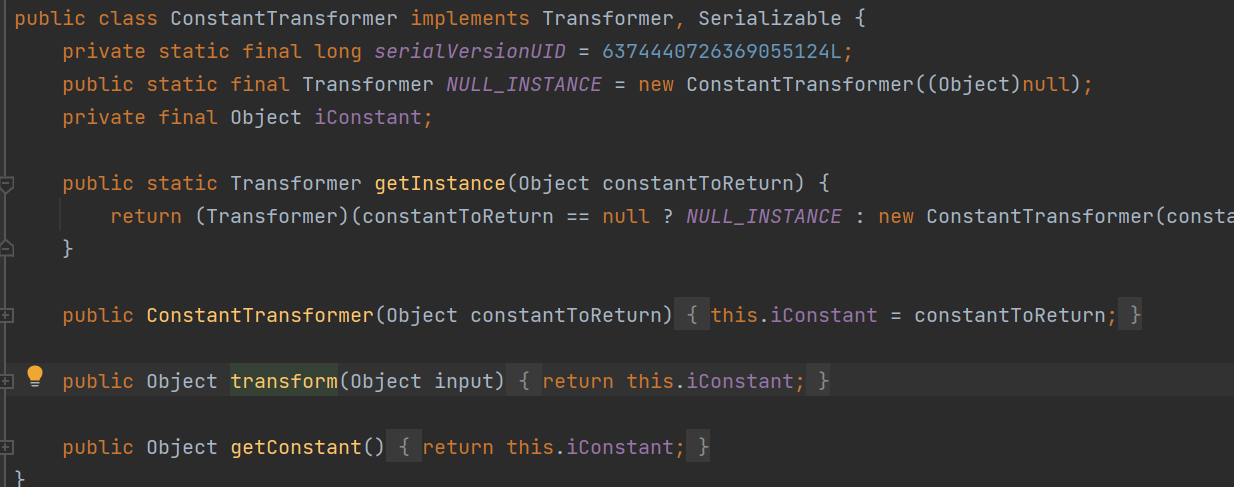 public class ConstantTransformer implements Transformer, Serializable {
private static final long serialVersionUID = 6374440726369055124L;
public static final Transformer NULL_INSTANCE = new ConstantTransformer((Object)null);
private final Object iConstant;
public static Transformer getInstance(Object constantToReturn) {
return (Transformer)(constantToReturn == null ? NULL_INSTANCE : new ConstantTransformer(consta
}
public ConstantTransformer(Object constantToReturn) { this.iConstant = constantToReturn; }
public Object transform(Object input) { return this.iConstant; }
public Object getConstant() { return this.iConstant; }
}